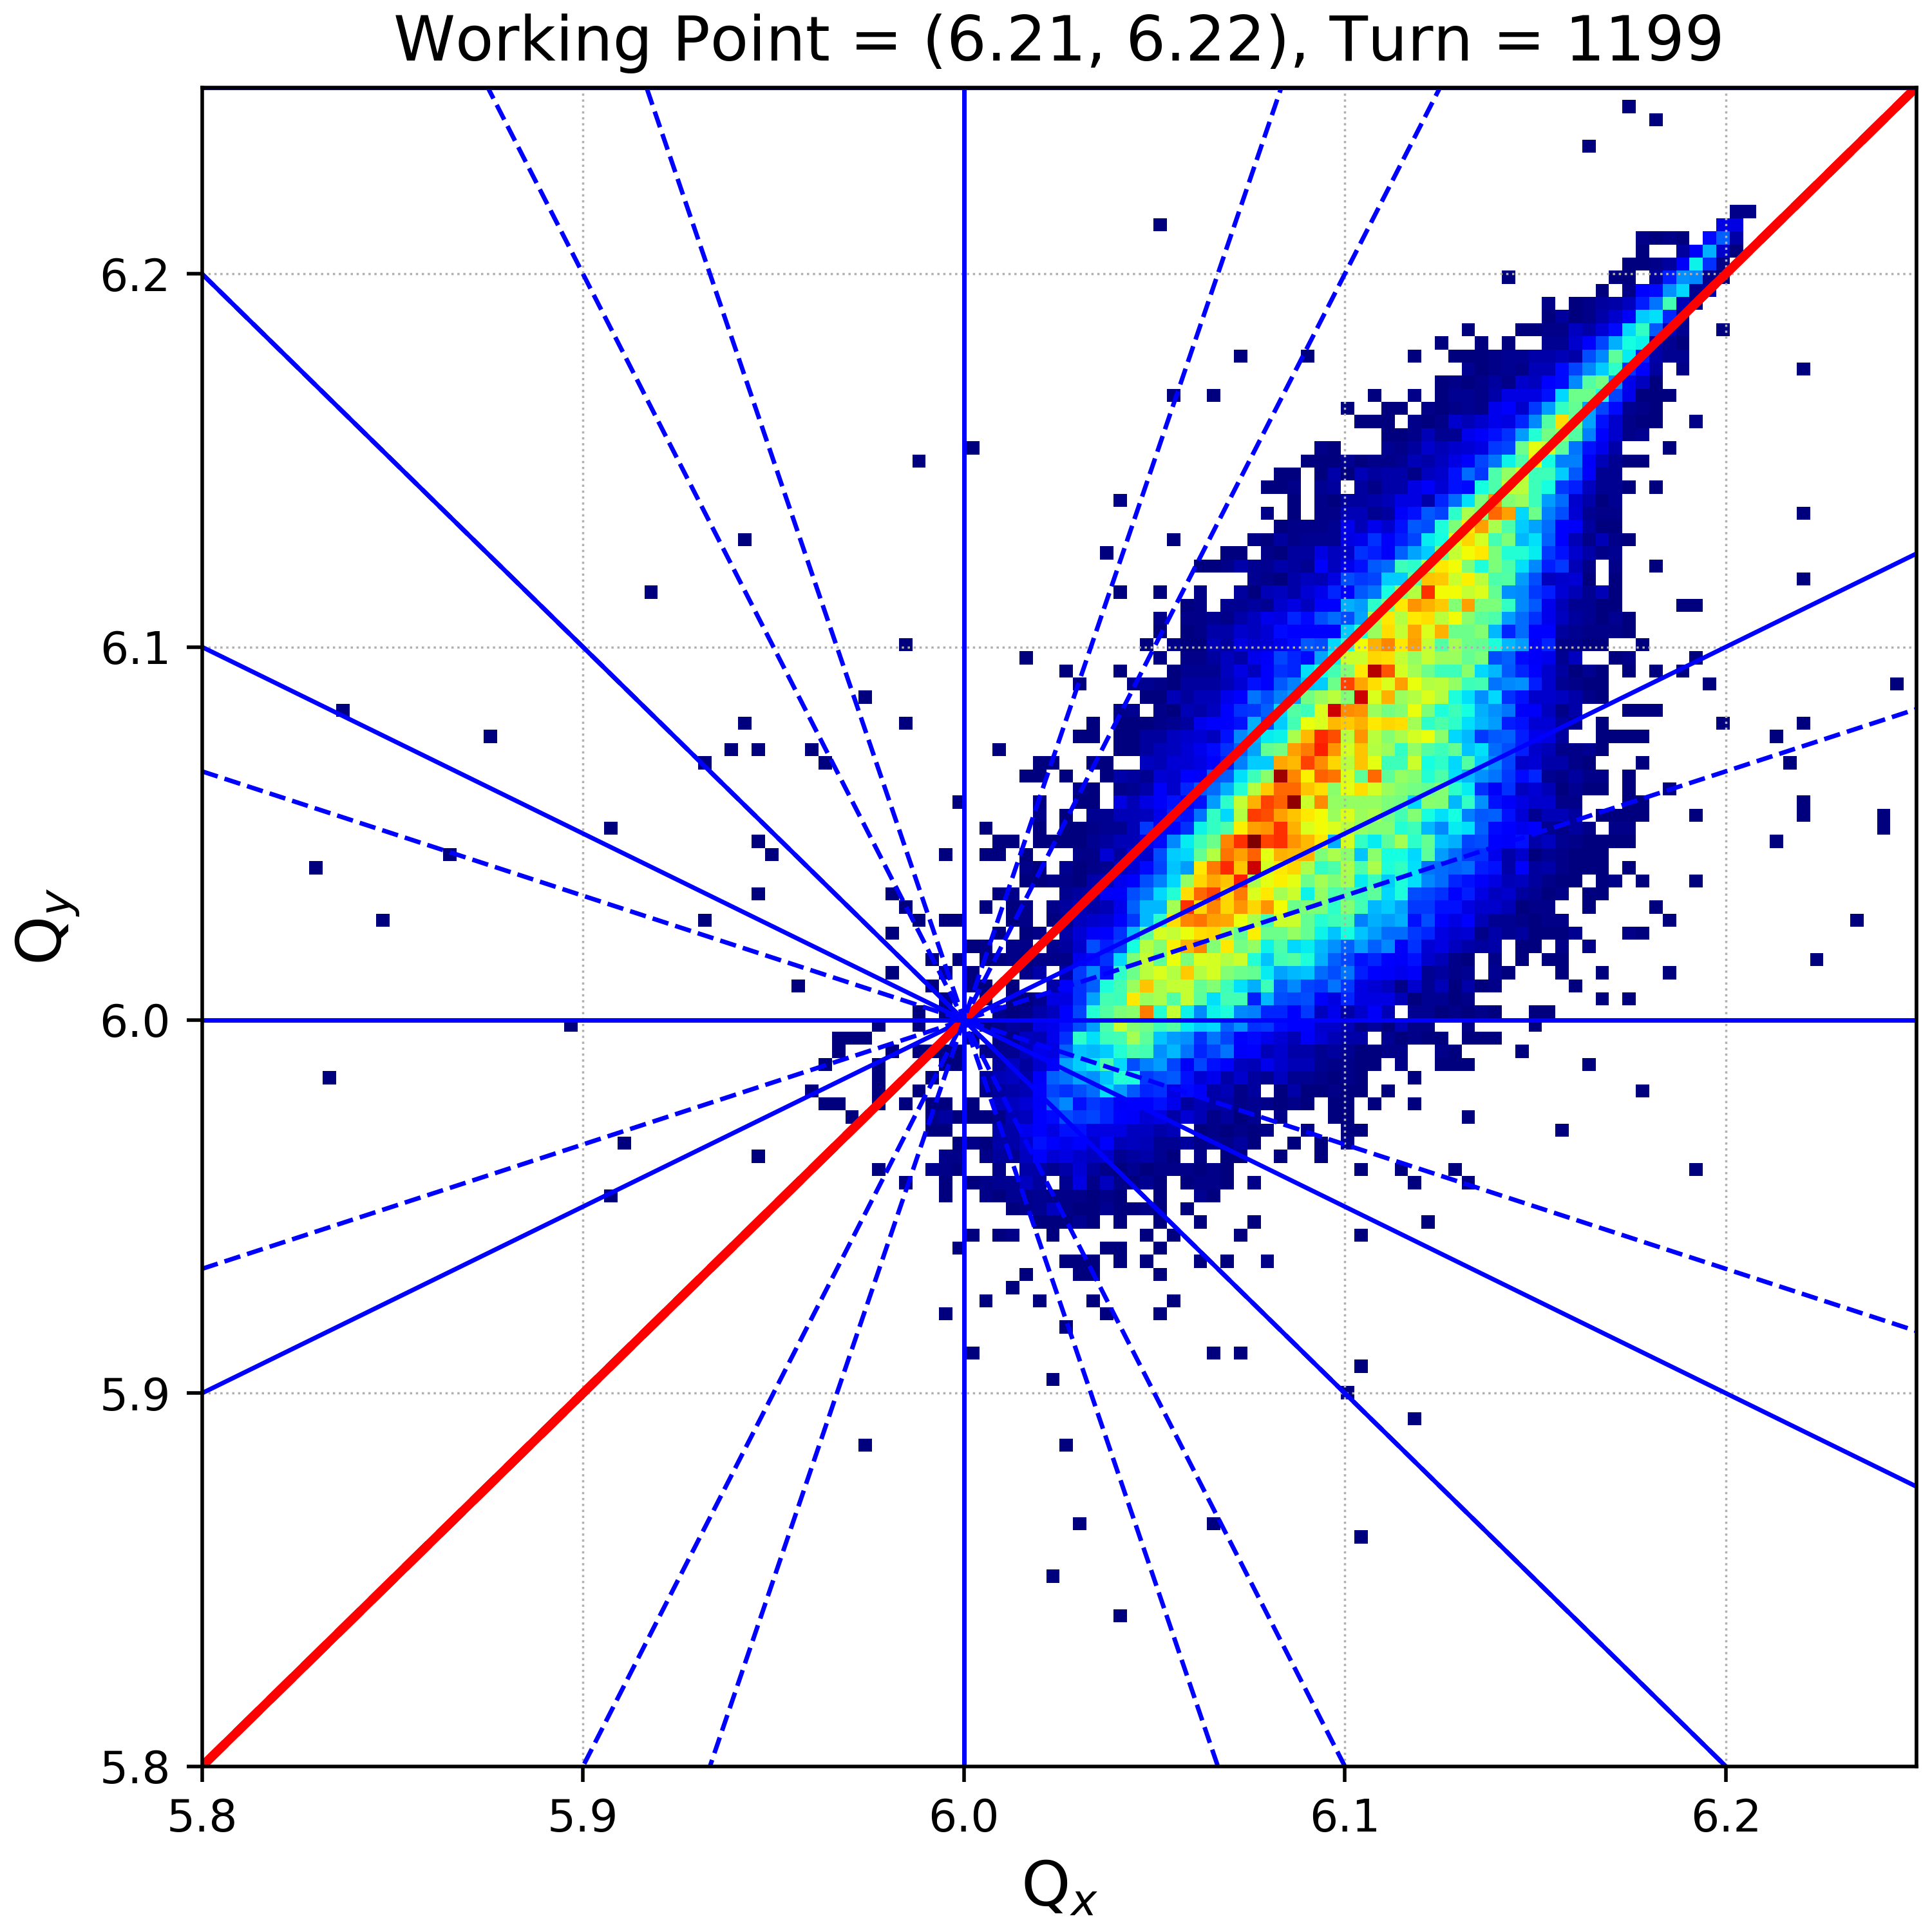 Working Point = (6.21, 6.22), Turn = 1199
6.2
6.1
6.0
5.9
5.8
Qy
5.8 5.9 6.0 6.1 6.2
Qx